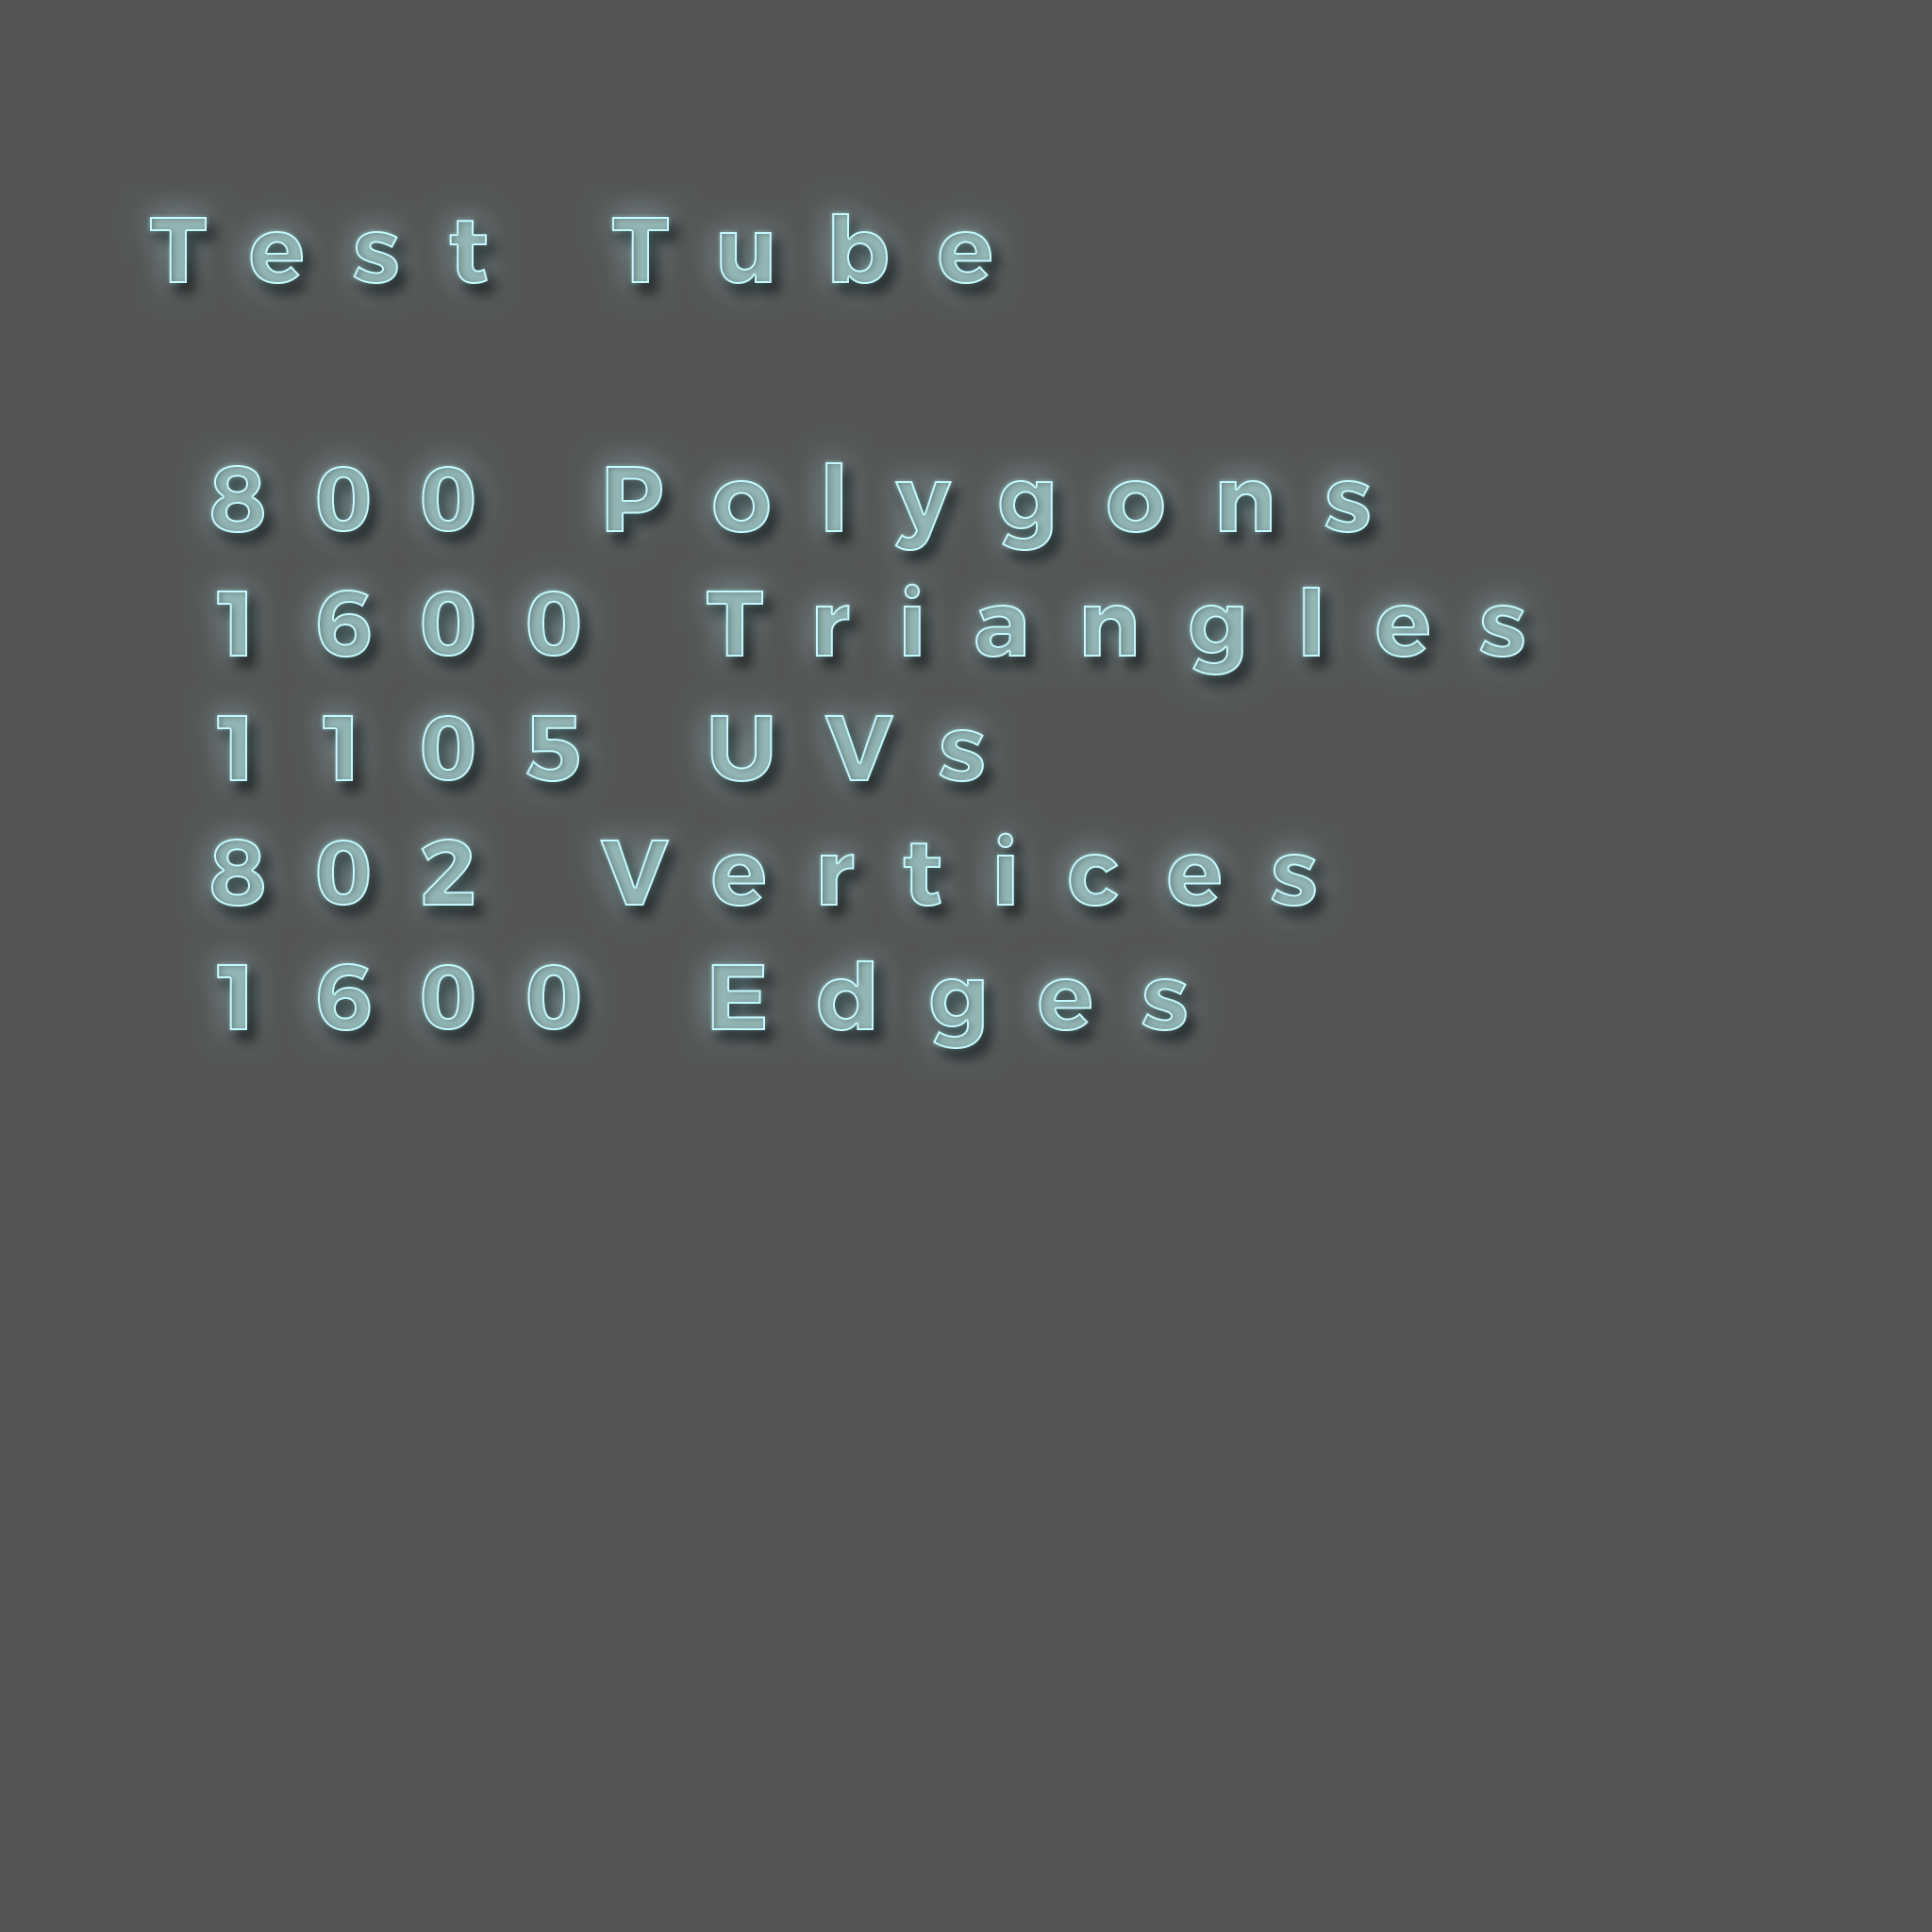 Test Tube
800 Polygons
1600 Triangles
1105 UVs
802 Vertices
1600 Edges